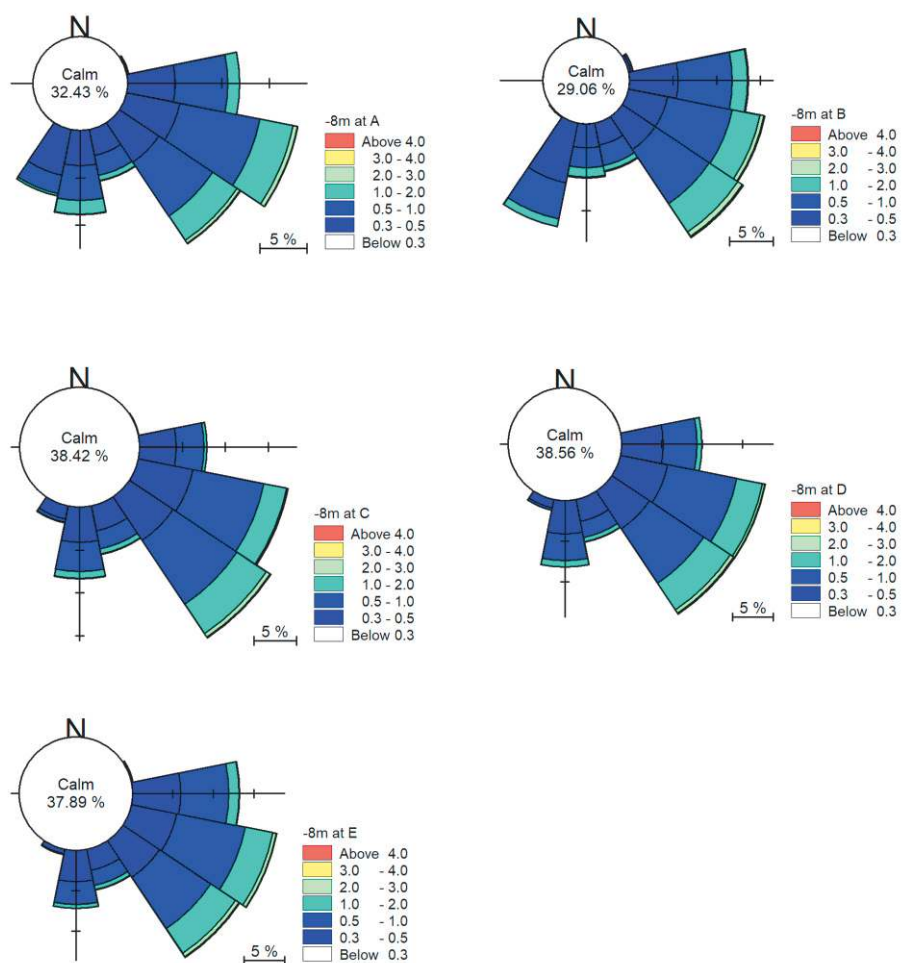 N
Calm
32.43 %
-8m at A
Above 4.0
3.0 - 4.0
2.0 - 3.0
1.0 - 2.0
0.5 - 1.0
0.3 - 0.5
Below 0.3
5 %
N
Calm
29.06 %
-8m at B
Above 4.0
3.0 - 4.0
2.0 - 3.0
1.0 - 2.0
0.5 - 1.0
0.3 - 0.5
Below 0.3
5 %
N
Calm
38.42 %
-8m at C
Above 4.0
3.0 - 4.0
2.0 - 3.0
1.0 - 2.0
0.5 - 1.0
0.3 - 0.5
Below 0.3
5 %
N
Calm
38.56 %
-8m at D
Above 4.0
3.0 - 4.0
2.0 - 3.0
1.0 - 2.0
0.5 - 1.0
0.3 - 0.5
Below 0.3
5 %
N
Calm
37.89 %
-8m at E
Above 4.0
3.0 - 4.0
2.0 - 3.0
1.0 - 2.0
0.5 - 1.0
0.3 - 0.5
Below 0.3
5 %